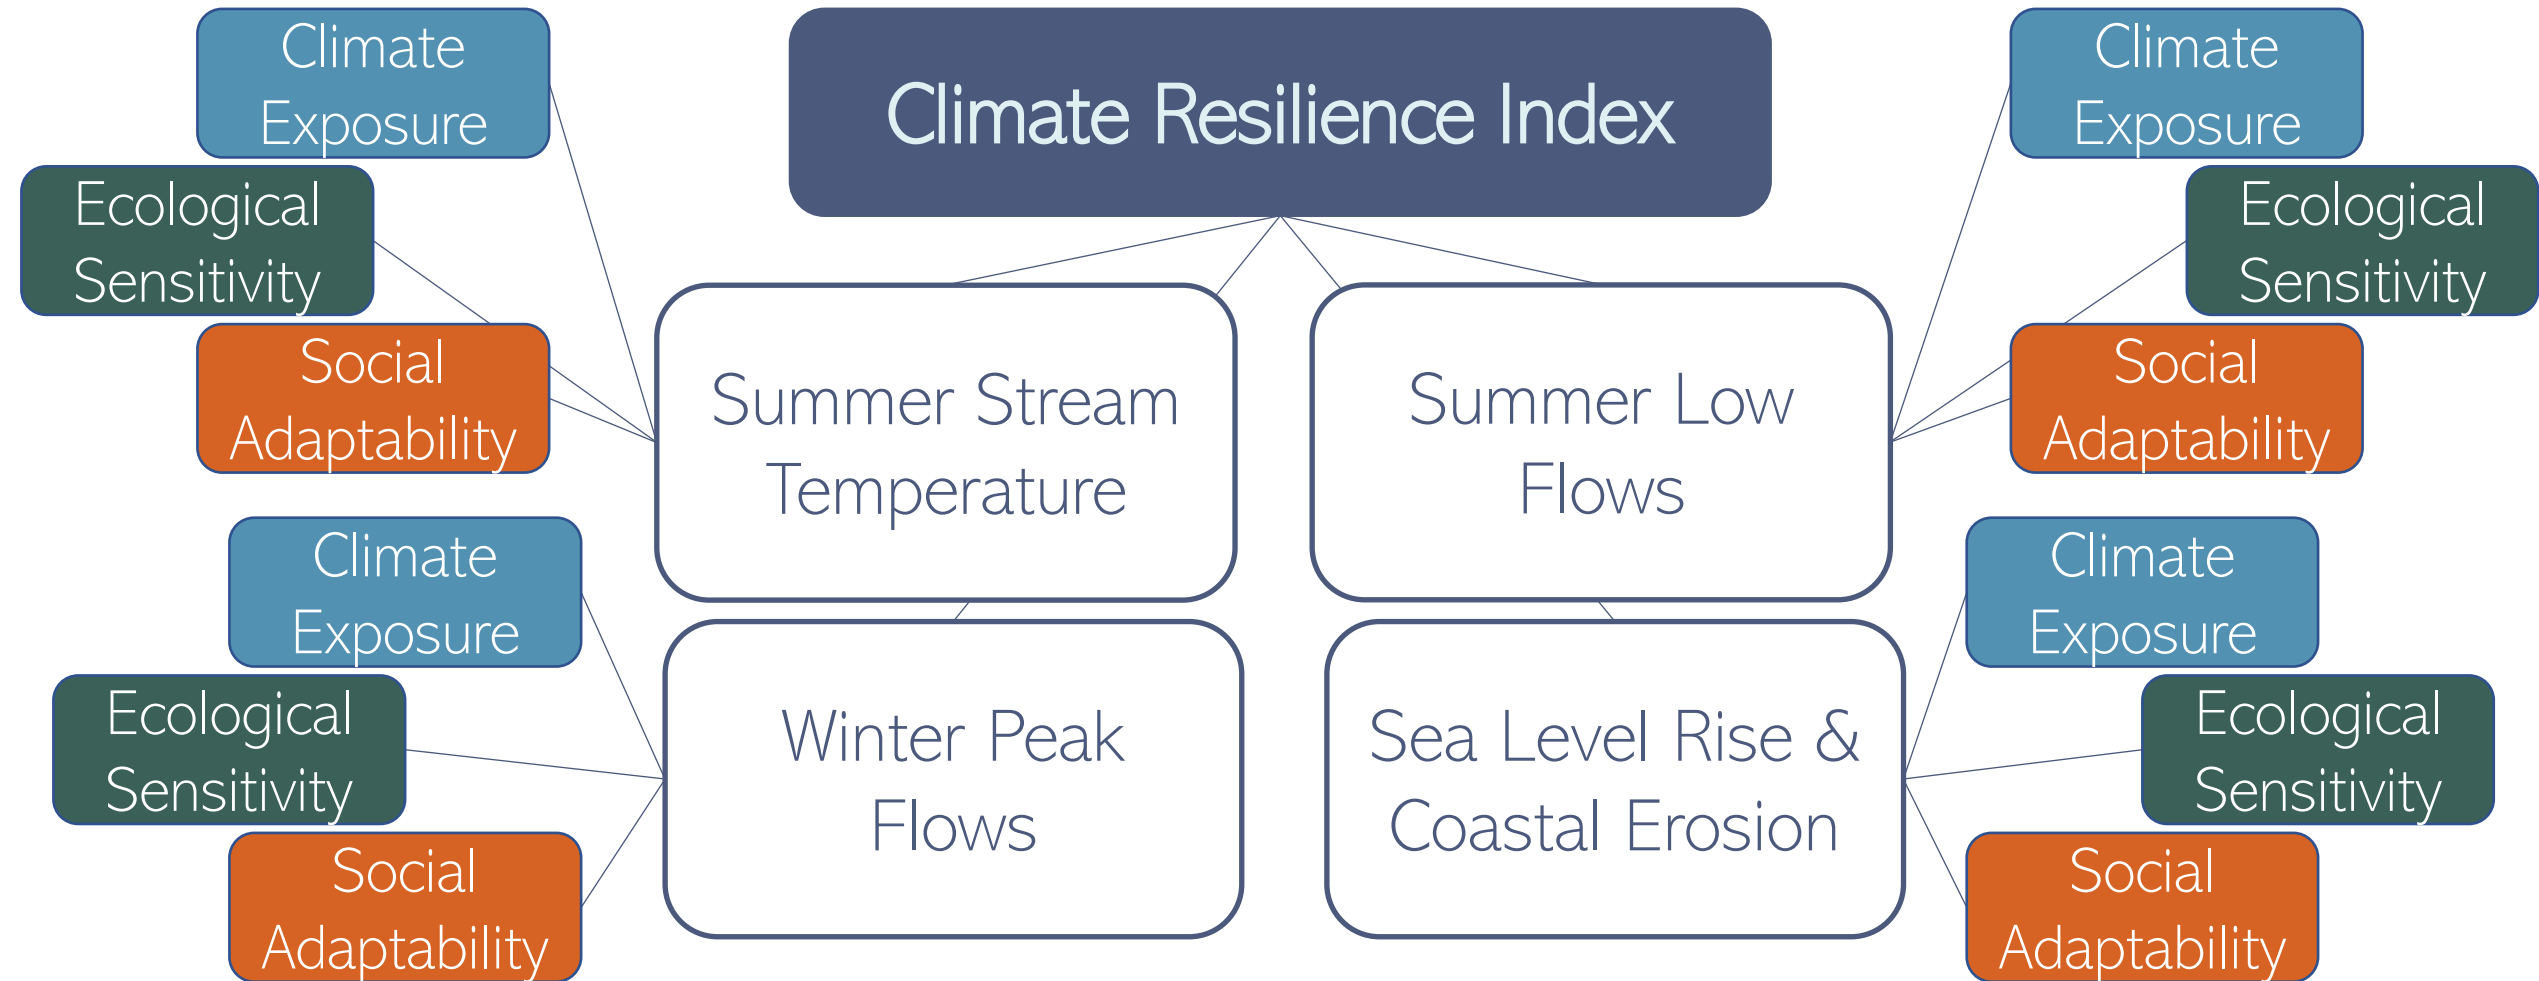 Climate Resilience Index
Climate
Exposure
Ecological
Sensitivity
Social
Adaptability
Summer Stream
Temperature
Summer Low
Flows
Climate
Exposure
Ecological
Sensitivity
Social
Adaptability
Climate
Exposure
Ecological
Sensitivity
Social
Adaptability
Winter Peak
Flows
Sea Level Rise &
Coastal Erosion
Climate
Exposure
Ecological
Sensitivity
Social
Adaptability